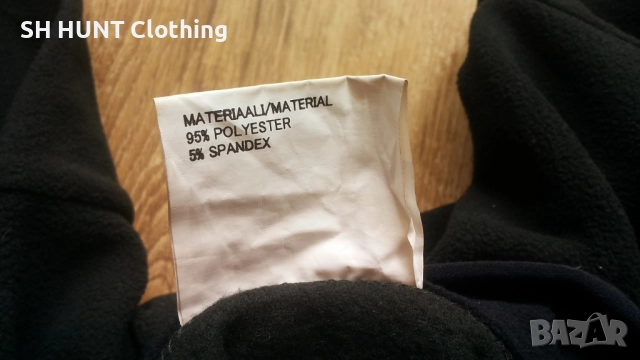 SH HUNT Clothing
MATERIAALI/MATERIAL
95% POLYESTER
5% SPANDEX
BAZAR